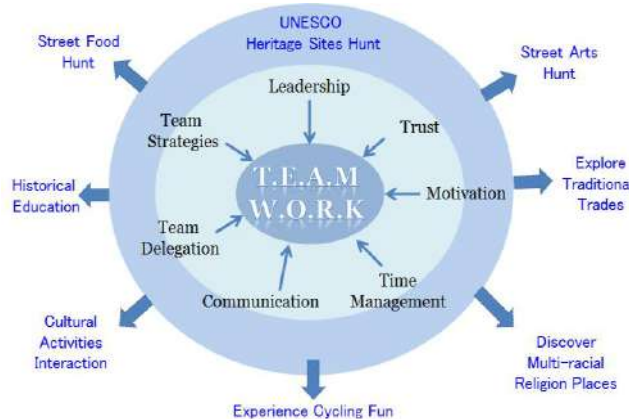 UNESCO
Heritage Sites Hunt
Street Food
Hunt
Street Arts
Hunt
Leadership
Team
Strategies
Trust
T.E.A.M
W.O.R.K
Motivation
Historical
Education
Explore
Traditiona
Trades
Team
Delegation
Communication
Time
Management
Cultural
Activities
Interaction
Discover
Multi-racial
Religion Places
Experience Cycling Fun